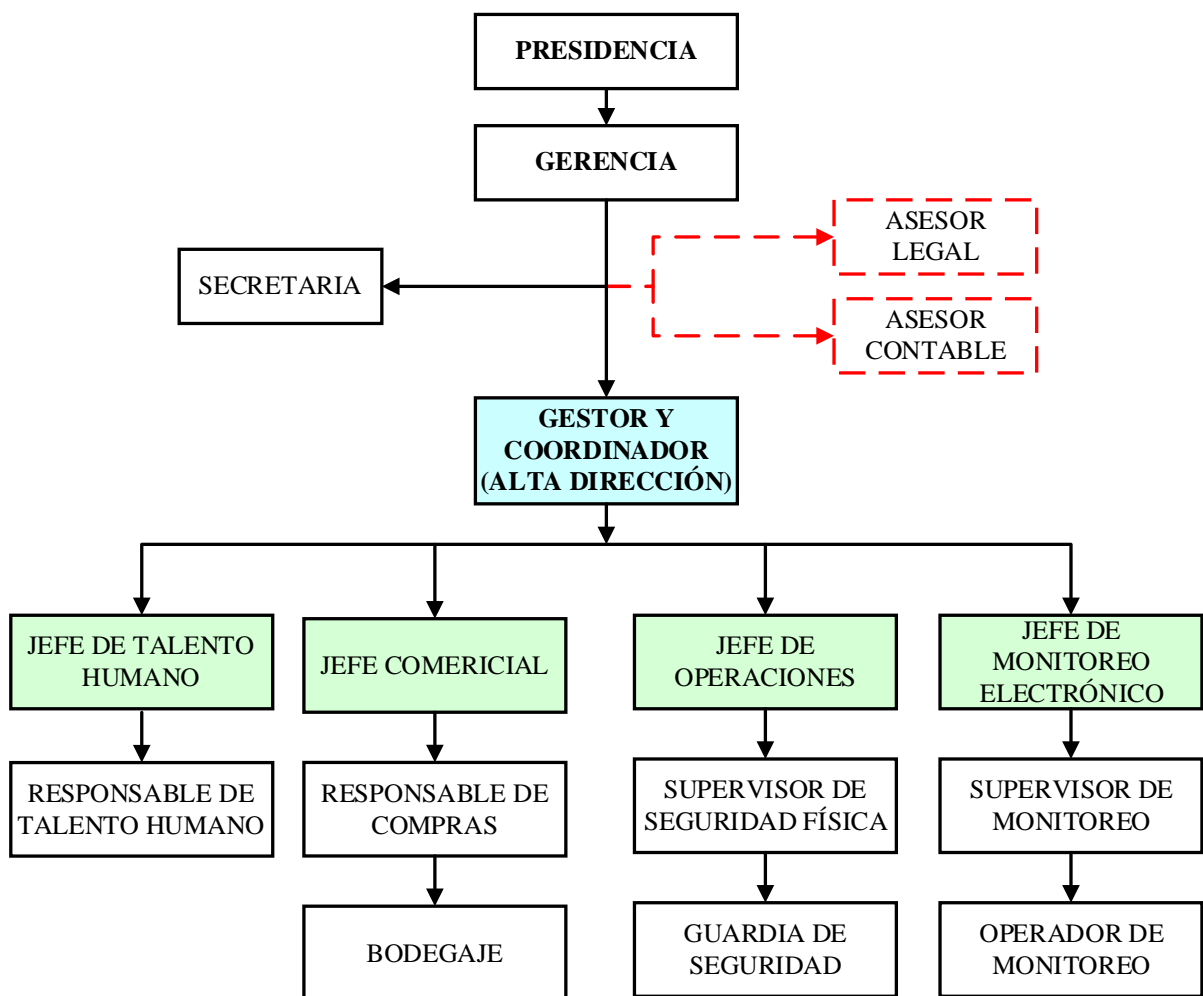 PRESIDENCIA
GERENCIA
ASESOR
LEGAL
SECRETARIA
ASESOR
CONTABLE
GESTOR Y
COORDINADOR
(ALTA DIRECCIÓN)
JEFE DE TALENTO
HUMANO
JEFE COMERICIAL
JEFE DE
OPERACIONES
JEFE DE
MONITOREO
ELECTRÓNICO
RESPONSABLE DE
TALENTO HUMANO
RESPONSABLE DE
COMPRAS
SUPERVISOR DE
SEGURIDAD FÍSICA
SUPERVISOR DE
MONITOREO
BODEGAJE
GUARDIA DE
SEGURIDAD
OPERADOR DE
MONITOREO